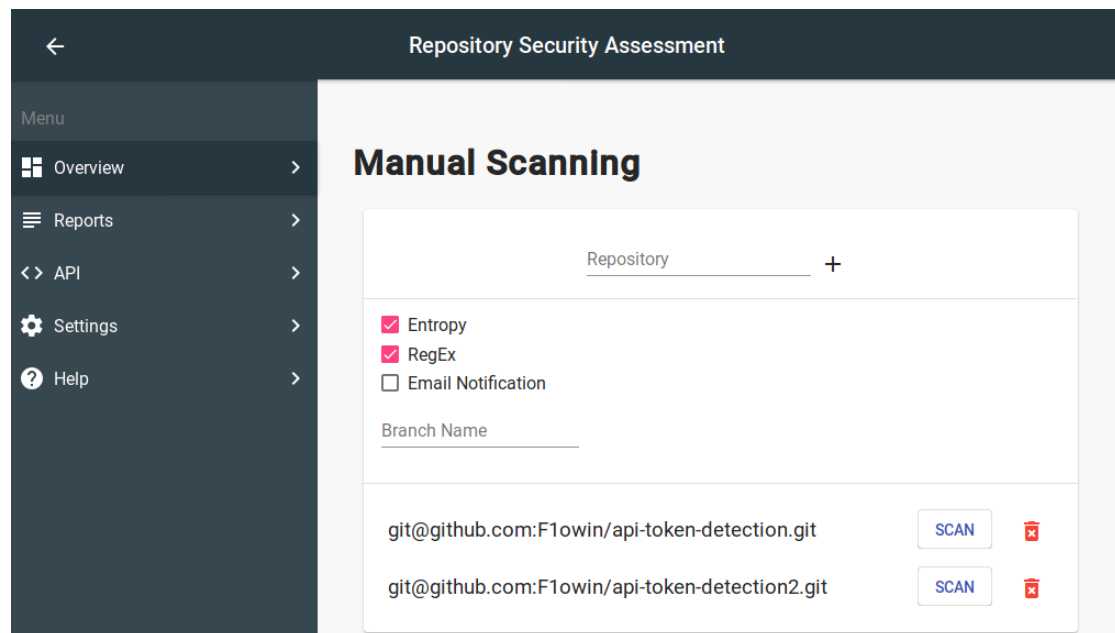 Repository Security Assessment
Menu
Overview
Reports
API
Settings
Help
Manual Scanning
Repository
Entropy
RegEx
Email Notification
Branch Name
git@github.com:F1owin/api-token-detection.git SCAN
git@github.com:F1owin/api-token-detection2.git SCAN